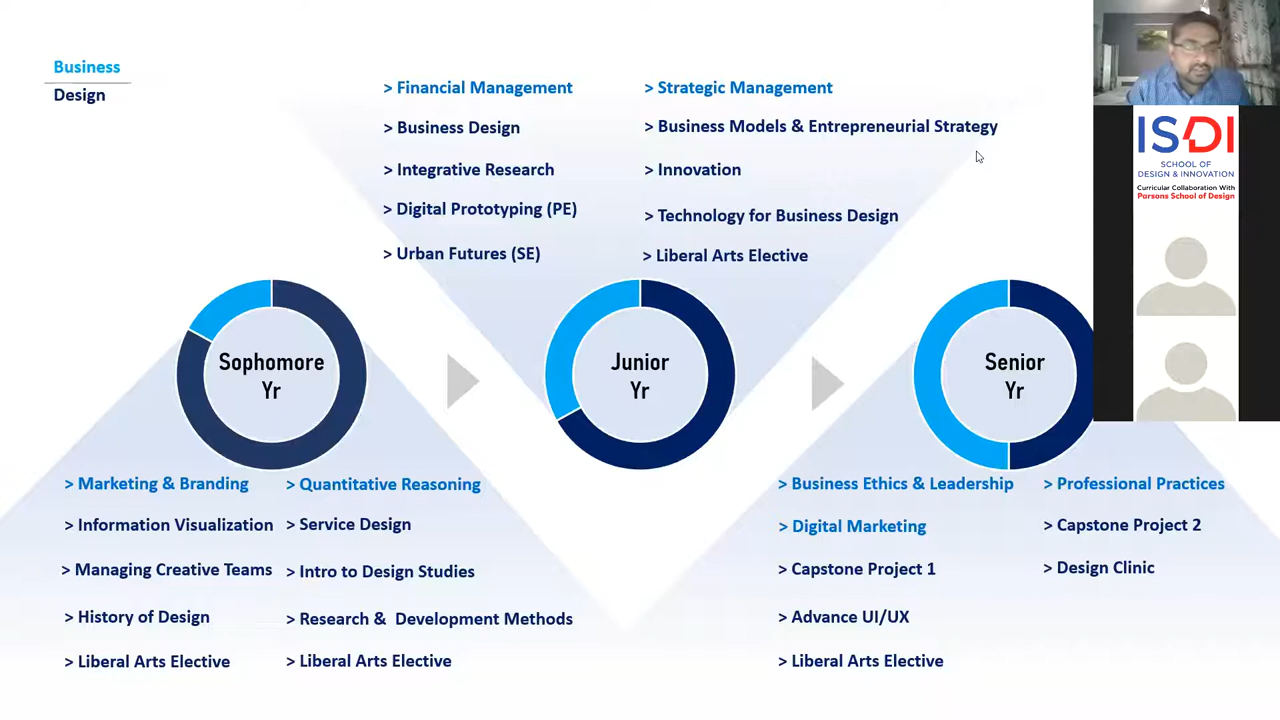 Business
Design
> Financial Management
> Business Design
> Integrative Research
> Digital Prototyping (PE)
> Urban Futures (SE)
> Strategic Management
> Business Models & Entrepreneurial Strategy
> Innovation
> Technology for Business Design
> Liberal Arts Elective
ISDI
SCHOOL OF
DESIGN & INNOVATION
Curricular Collaboration With
Parsons School of Design
Sophomore
Yr
Junior
Yr
Senior
Yr
> Marketing & Branding
> Information Visualization
> Managing Creative Teams
> History of Design
> Liberal Arts Elective
> Quantitative Reasoning
> Service Design
> Intro to Design Studies
> Research & Development Methods
> Liberal Arts Elective
> Business Ethics & Leadership
> Digital Marketing
> Capstone Project 1
> Advance UI/UX
> Liberal Arts Elective
> Professional Practices
> Capstone Project 2
> Design Clinic